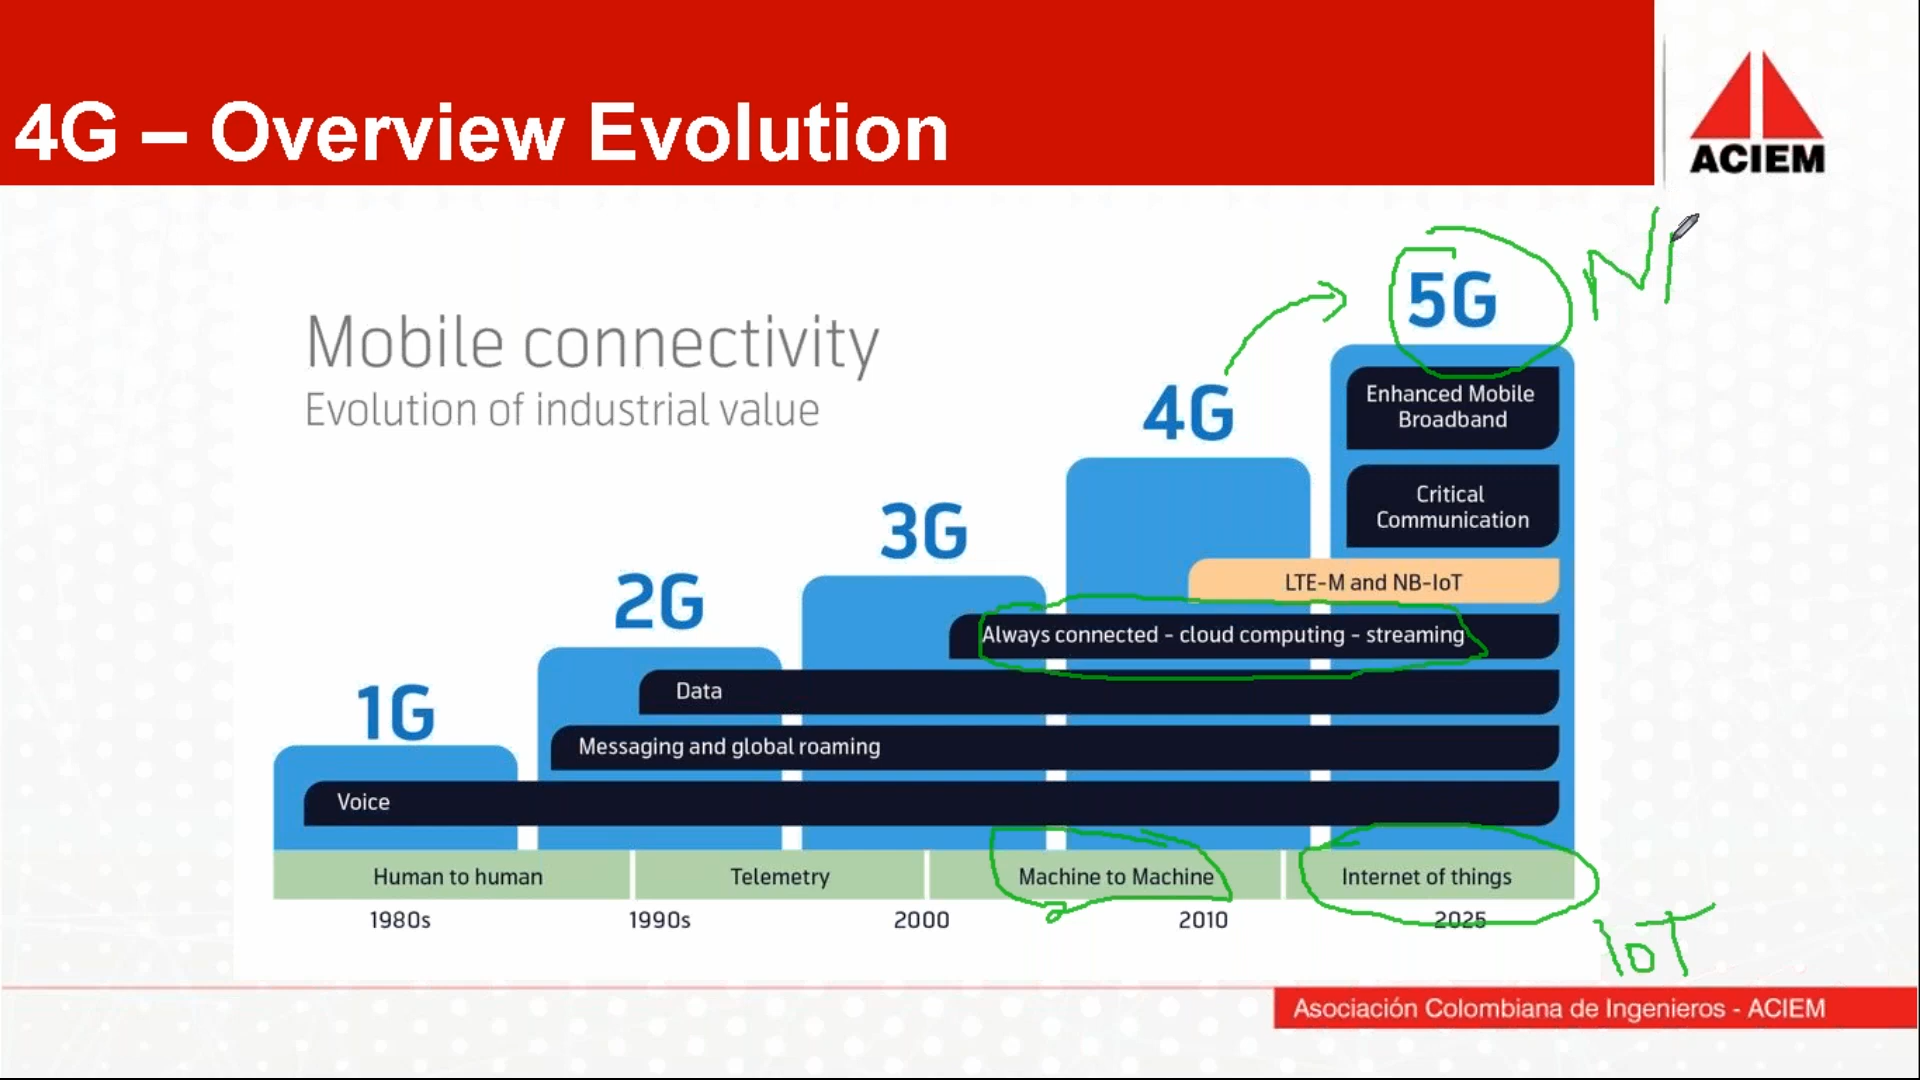 4G – Overview Evolution
ACIEM
Mobile connectivity
Evolution of industrial value
1G
2G
3G
4G
5G
N
Enhanced Mobile
Broadband
Critical
Communication
LTE-M and NB-IoT
Always connected - cloud computing - streaming
Data
Messaging and global roaming
Voice
Human to human
Telemetry
Machine to Machine
Internet of things
1980s
1990s
2000
2010
2025
IoT
Asociación Colombiana de Ingenieros - ACIEM